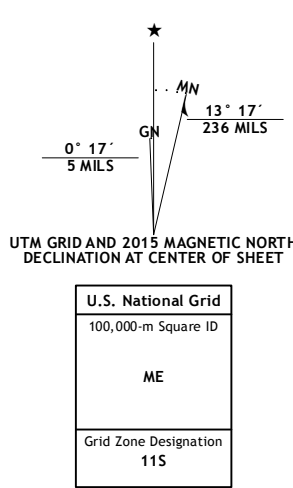 MN
GN
13° 17´
236 MILS
0° 17´
5 MILS
UTM GRID AND 2015 MAGNETIC NORTH
DECLINATION AT CENTER OF SHEET
U.S. National Grid
100,000-m Square ID
ME
Grid Zone Designation
11S